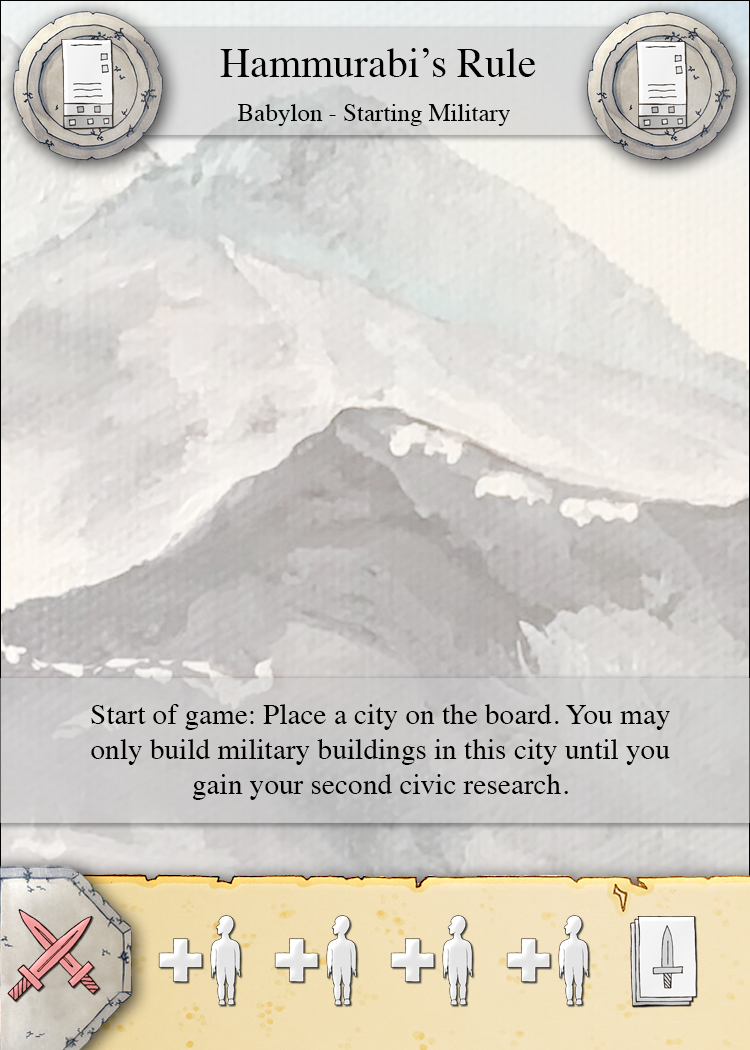 Hammurabi’s Rule
Babylon - Starting Military
Start of game: Place a city on the board. You may
only build military buildings in this city until you
gain your second civic research.